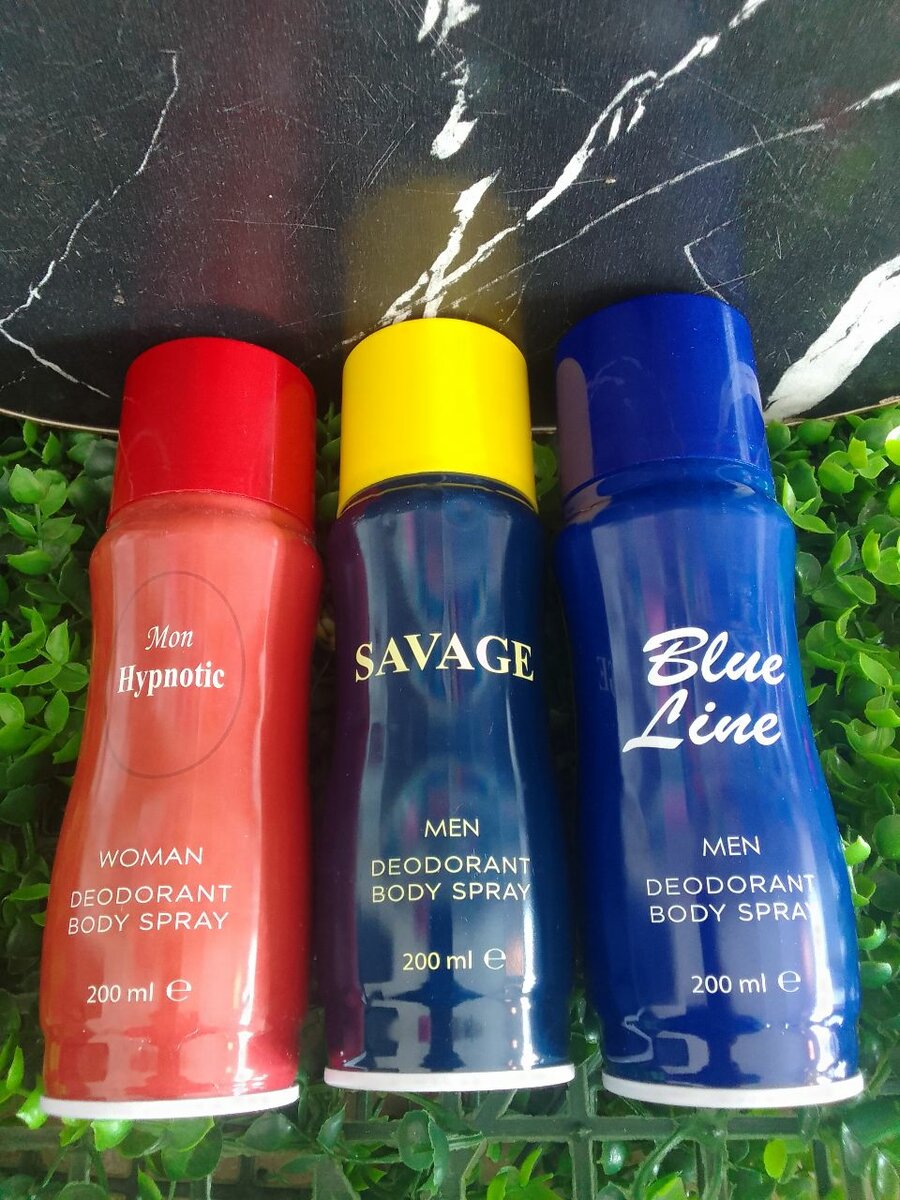 Mon
Hypnotic
WOMAN
DEODORANT
BODY SPRAY
200 ml ℮
SAVAGE
MEN
DEODORANT
BODY SPRAY
200 ml ℮
Blue
Line
MEN
DEODORANT
BODY SPRAY
200 ml ℮